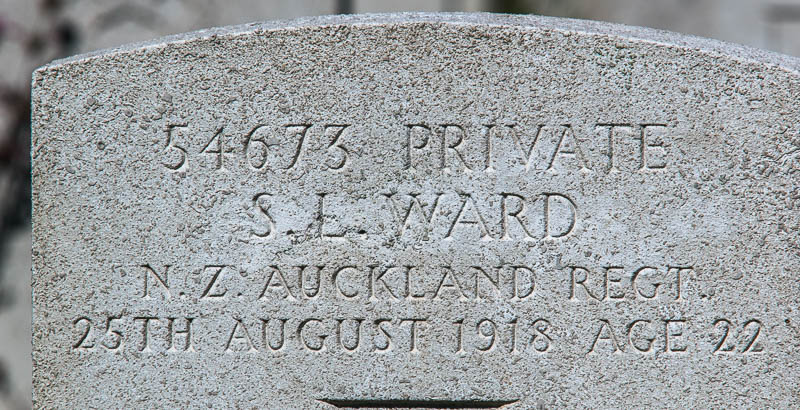 54673 PRIVATE
S. L. WARD
N. Z. AUCKLAND REGT.
25TH AUGUST 1918 AGE 22